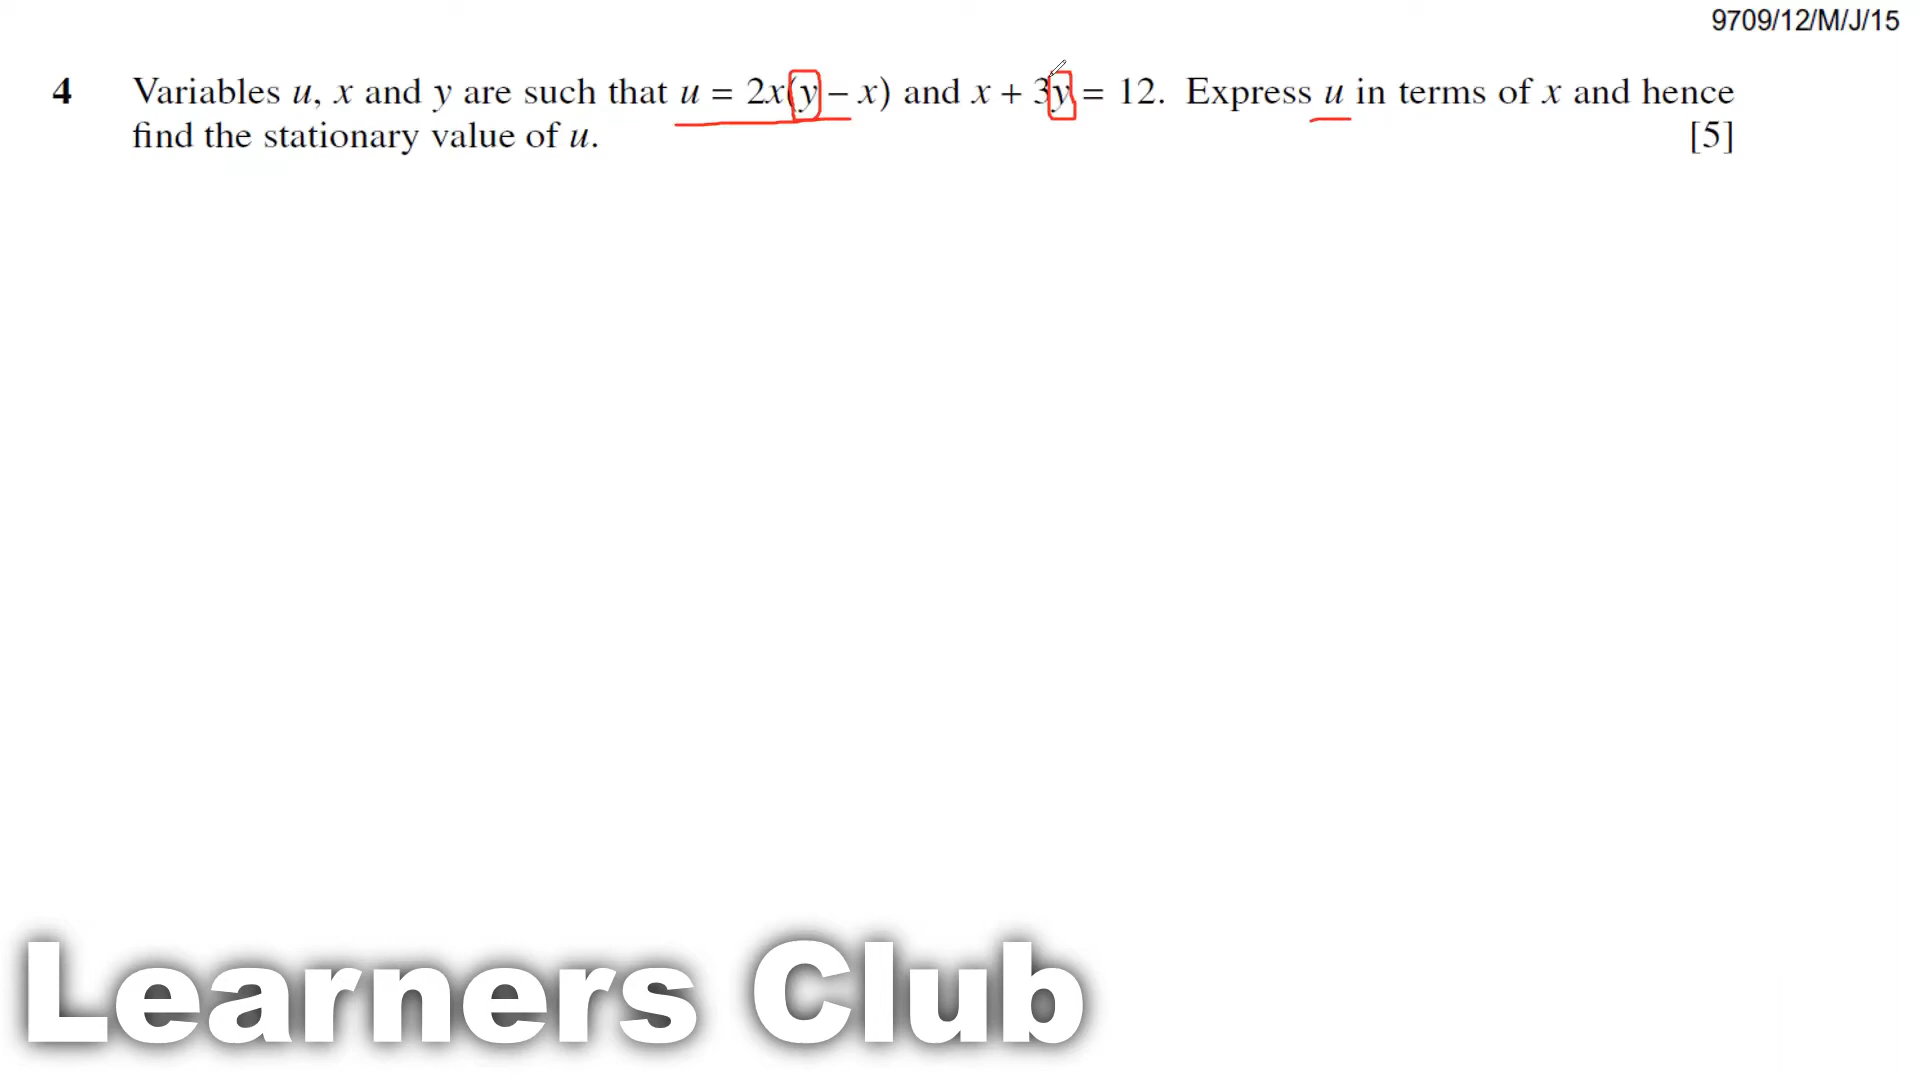 9709/12/M/J/15
4 Variables u, x and y are such that u = 2x(y − x) and x + 3y = 12. Express u in terms of x and hence
find the stationary value of u. [5]
Learners Club